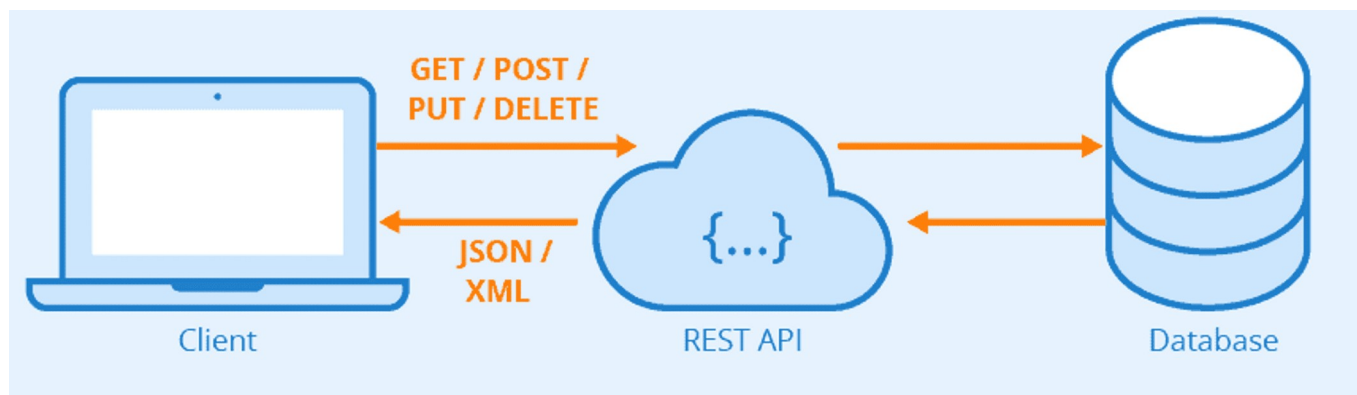 GET / POST /
PUT / DELETE
{...}
JSON /
XML
Client
REST API
Database